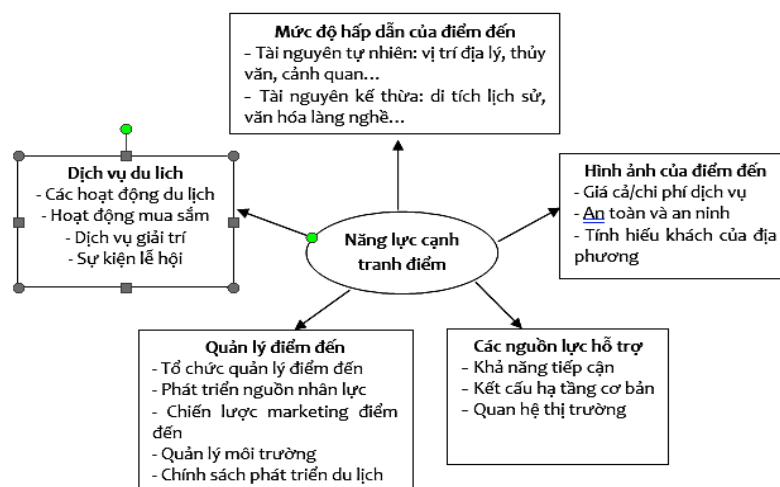 Mức độ hấp dẫn của điểm đến
- Tài nguyên tự nhiên: vị trí địa lý, thủy
văn, cảnh quan...
- Tài nguyên kế thừa: di tích lịch sử,
văn hóa làng nghề...
Dịch vụ du lich
- Các hoạt động du lịch
- Hoạt động mua sắm
- Dịch vụ giải trí
- Sự kiện lễ hội
Hình ảnh của điểm đến
- Giá cả/chi phí dịch vụ
- An toàn và an ninh
- Tính hiếu khách của địa
phương
Năng lực cạnh
tranh điểm
Quản lý điểm đến
- Tổ chức quản lý điểm đến
- Phát triển nguồn nhân lực
- Chiến lược marketing điểm
đến
- Quản lý môi trường
- Chính sách phát triển du lịch
Các nguồn lực hỗ trợ
- Khả năng tiếp cận
- Kết cấu hạ tầng cơ bản
- Quan hệ thị trường